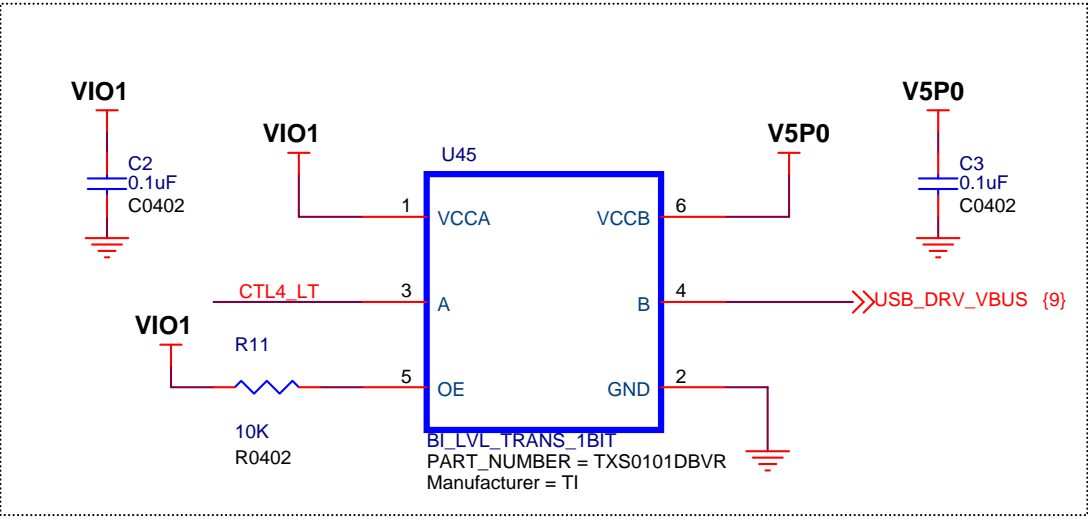 VIO1
V5P0
VIO1
V5P0
U45
C2
0.1uF
C0402
C3
0.1uF
C0402
1
VCCA
VCCB
6
CTL4_LT
3
A
B
4
USB_DRV_VBUS {9}
VIO1
R11
5
OE
GND
2
10K
R0402
BI_LVL_TRANS_1BIT
PART_NUMBER = TXS0101DBVR
Manufacturer = TI